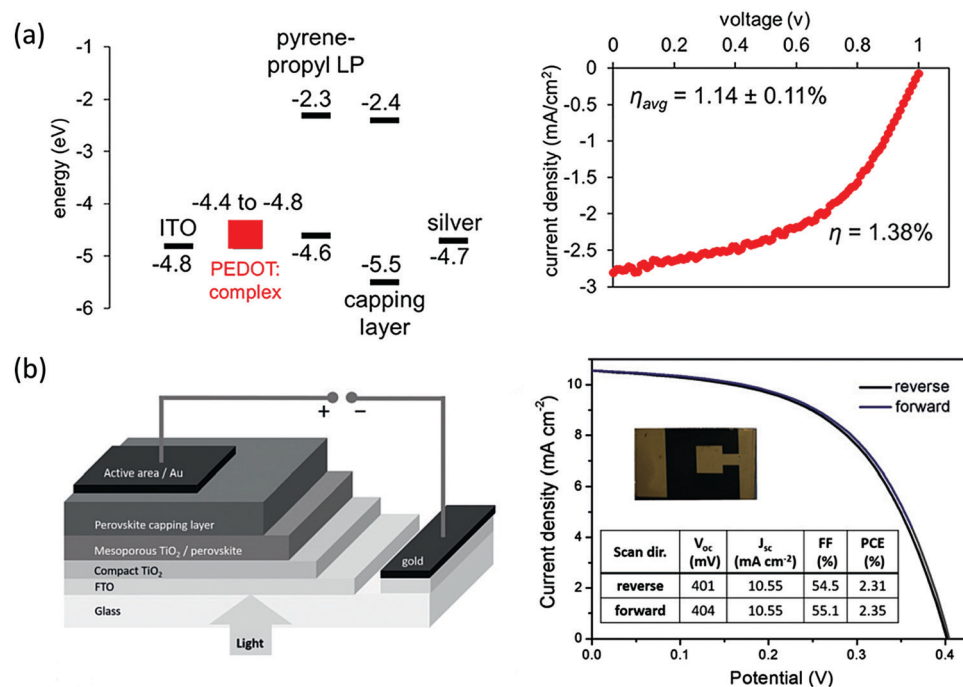 (a)
pyrene-
propyl LP
-1
-2
-3
-4
-5
-6
energy (eV)
-2.3
-2.4
-4.4 to -4.8
ITO
-4.8
PEDOT:
complex
-4.6
-5.5
capping
layer
silver
-4.7
voltage (v)
0 0.2 0.4 0.6 0.8 1
0
-0.5
-1
-1.5
-2
-2.5
-3
current density (mA/cm²)
ηavg = 1.14 ± 0.11%
η = 1.38%
(b)
+ −
Active area / Au
Perovskite capping layer
Mesoporous TiO₂ / perovskite
Compact TiO₂
FTO
Glass
gold
Light
10
8
6
4
2
0
Current density (mA cm⁻²)
reverse
forward
Scan dir. Voc (mV) Jsc (mA cm⁻²) FF (%) PCE (%)
reverse 401 10.55 54.5 2.31
forward 404 10.55 55.1 2.35
0.0 0.1 0.2 0.3 0.4
Potential (V)